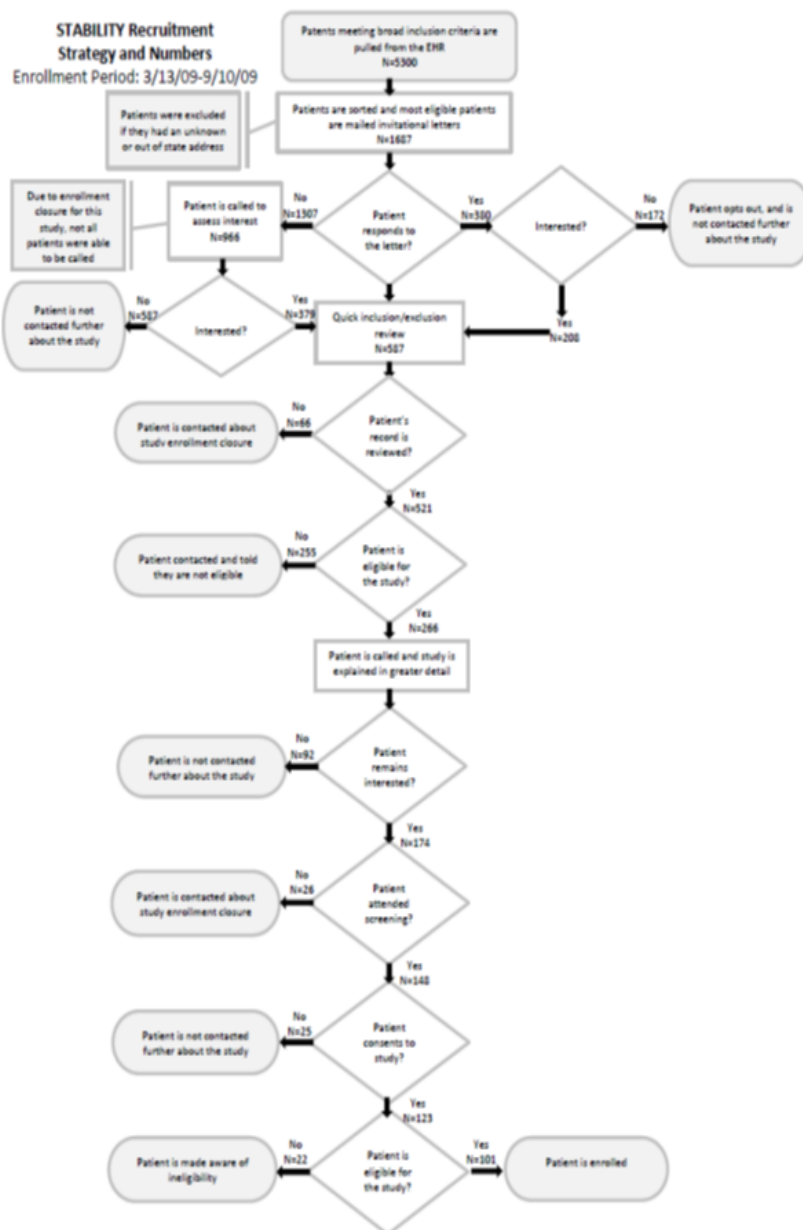 STABILITY Recruitment
Strategy and Numbers
Enrollment Period: 3/13/09-9/10/09
Patents meeting broad inclusion criteria are
pulled from the EHR
N=5300
Patients were excluded
if they had an unknown
or out of state address
Patients are sorted and most eligible patients
are mailed invitational letters
N=1687
Due to enrollment
closure for this
study, not all
patients were able
to be called
Patient is called to
assess interest
N=966
No
N=1307
Patient
responds to
the letter?
Yes
N=380
Interested?
No
N=172
Patient opts out, and is
not contacted further
about the study
Patient is not
contacted further
about the study
No
N=587
Interested?
Yes
N=379
Quick inclusion/exclusion
review
N=587
Yes
N=208
Patient is contacted about
study enrollment closure
No
N=66
Patient's
record is
reviewed?
Yes
N=521
Patient contacted and told
they are not eligible
No
N=255
Patient is
eligible for
the study?
Yes
N=266
Patient is called and study is
explained in greater detail
Patient is not contacted
further about the study
No
N=92
Patient
remains
interested?
Yes
N=174
Patient is contacted about
study enrollment closure
No
N=26
Patient
attended
screening?
Yes
N=148
Patient is not contacted
further about the study
No
N=25
Patient
consents to
study?
Yes
N=123
Patient is made aware of
ineligibility
No
N=22
Patient is
eligible for
the study?
Yes
N=101
Patient is enrolled